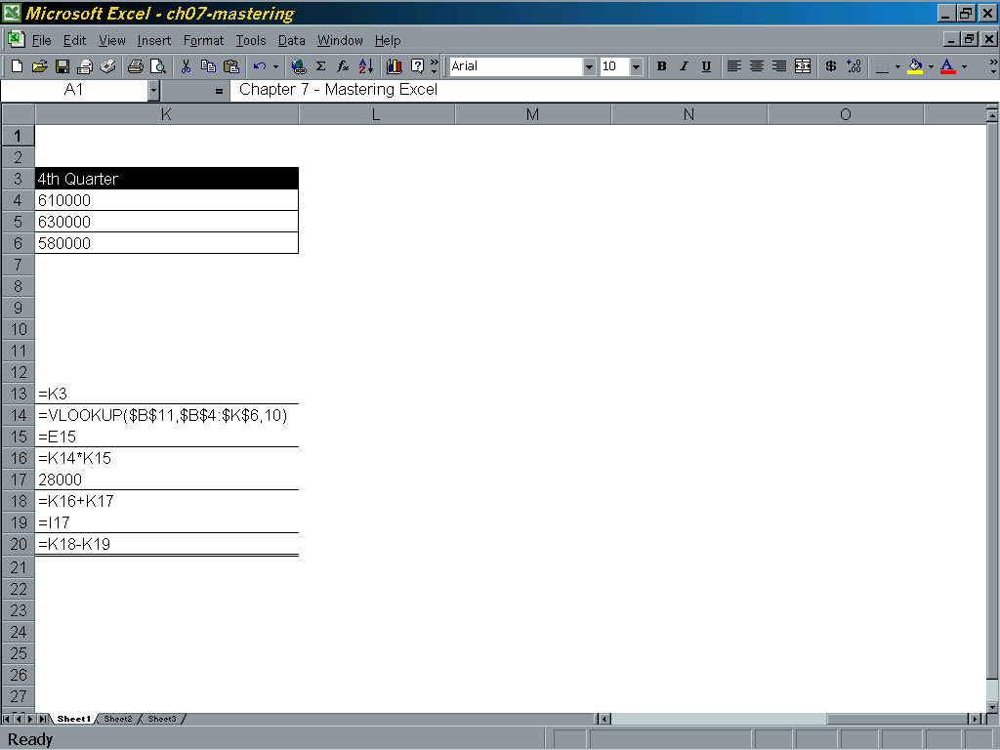 Microsoft Excel - ch07-mastering
File Edit View Insert Format Tools Data Window Help
Arial 10 B I U $
A1 = Chapter 7 - Mastering Excel
K L M N O
1
2
3 4th Quarter
4 610000
5 630000
6 580000
7
8
9
10
11
12
13 =K3
14 =VLOOKUP($B$11,$B$4:$K$6,10)
15 =E15
16 =K14*K15
17 28000
18 =K16+K17
19 =I17
20 =K18-K19
21
22
23
24
25
26
27
Sheet1 Sheet2 Sheet3
Ready